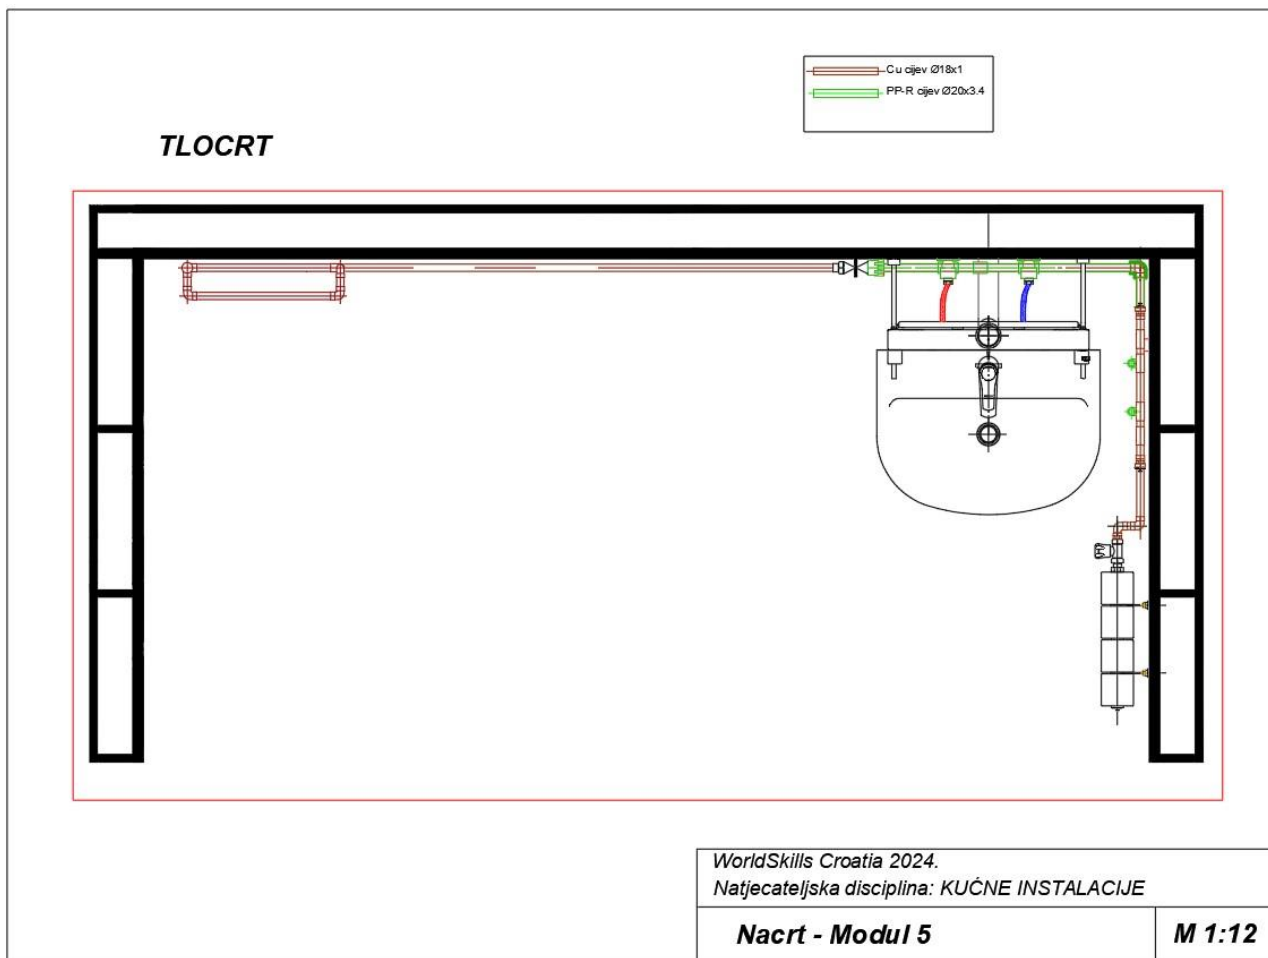 Cu cijev Ø18x1
PP-R cijev Ø20x3.4
TLOCRT
WorldSkills Croatia 2024.
Natjecateljska disciplina: KUĆNE INSTALACIJE
Nacrt - Modul 5
M 1:12